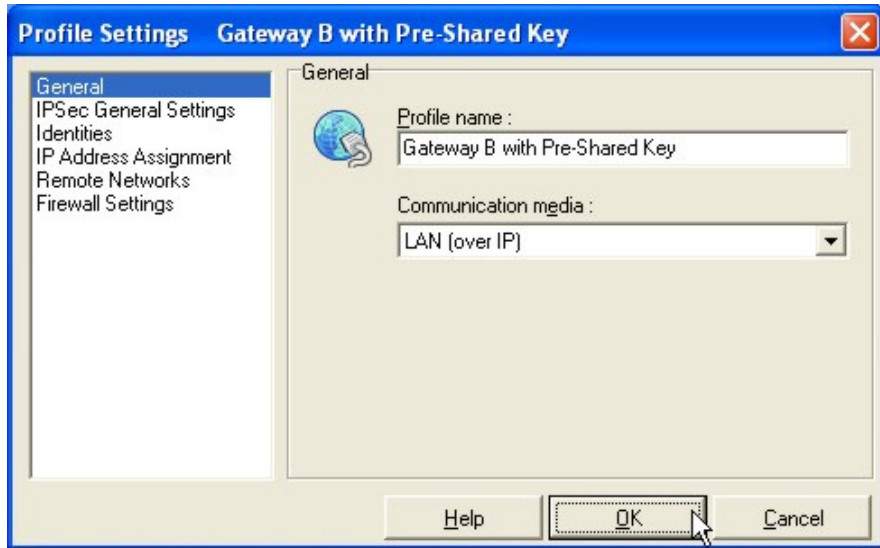 Profile Settings Gateway B with Pre-Shared Key
General
IPSec General Settings
Identities
IP Address Assignment
Remote Networks
Firewall Settings
General
Profile name :
Gateway B with Pre-Shared Key
Communication media :
LAN (over IP)
Help
OK
Cancel